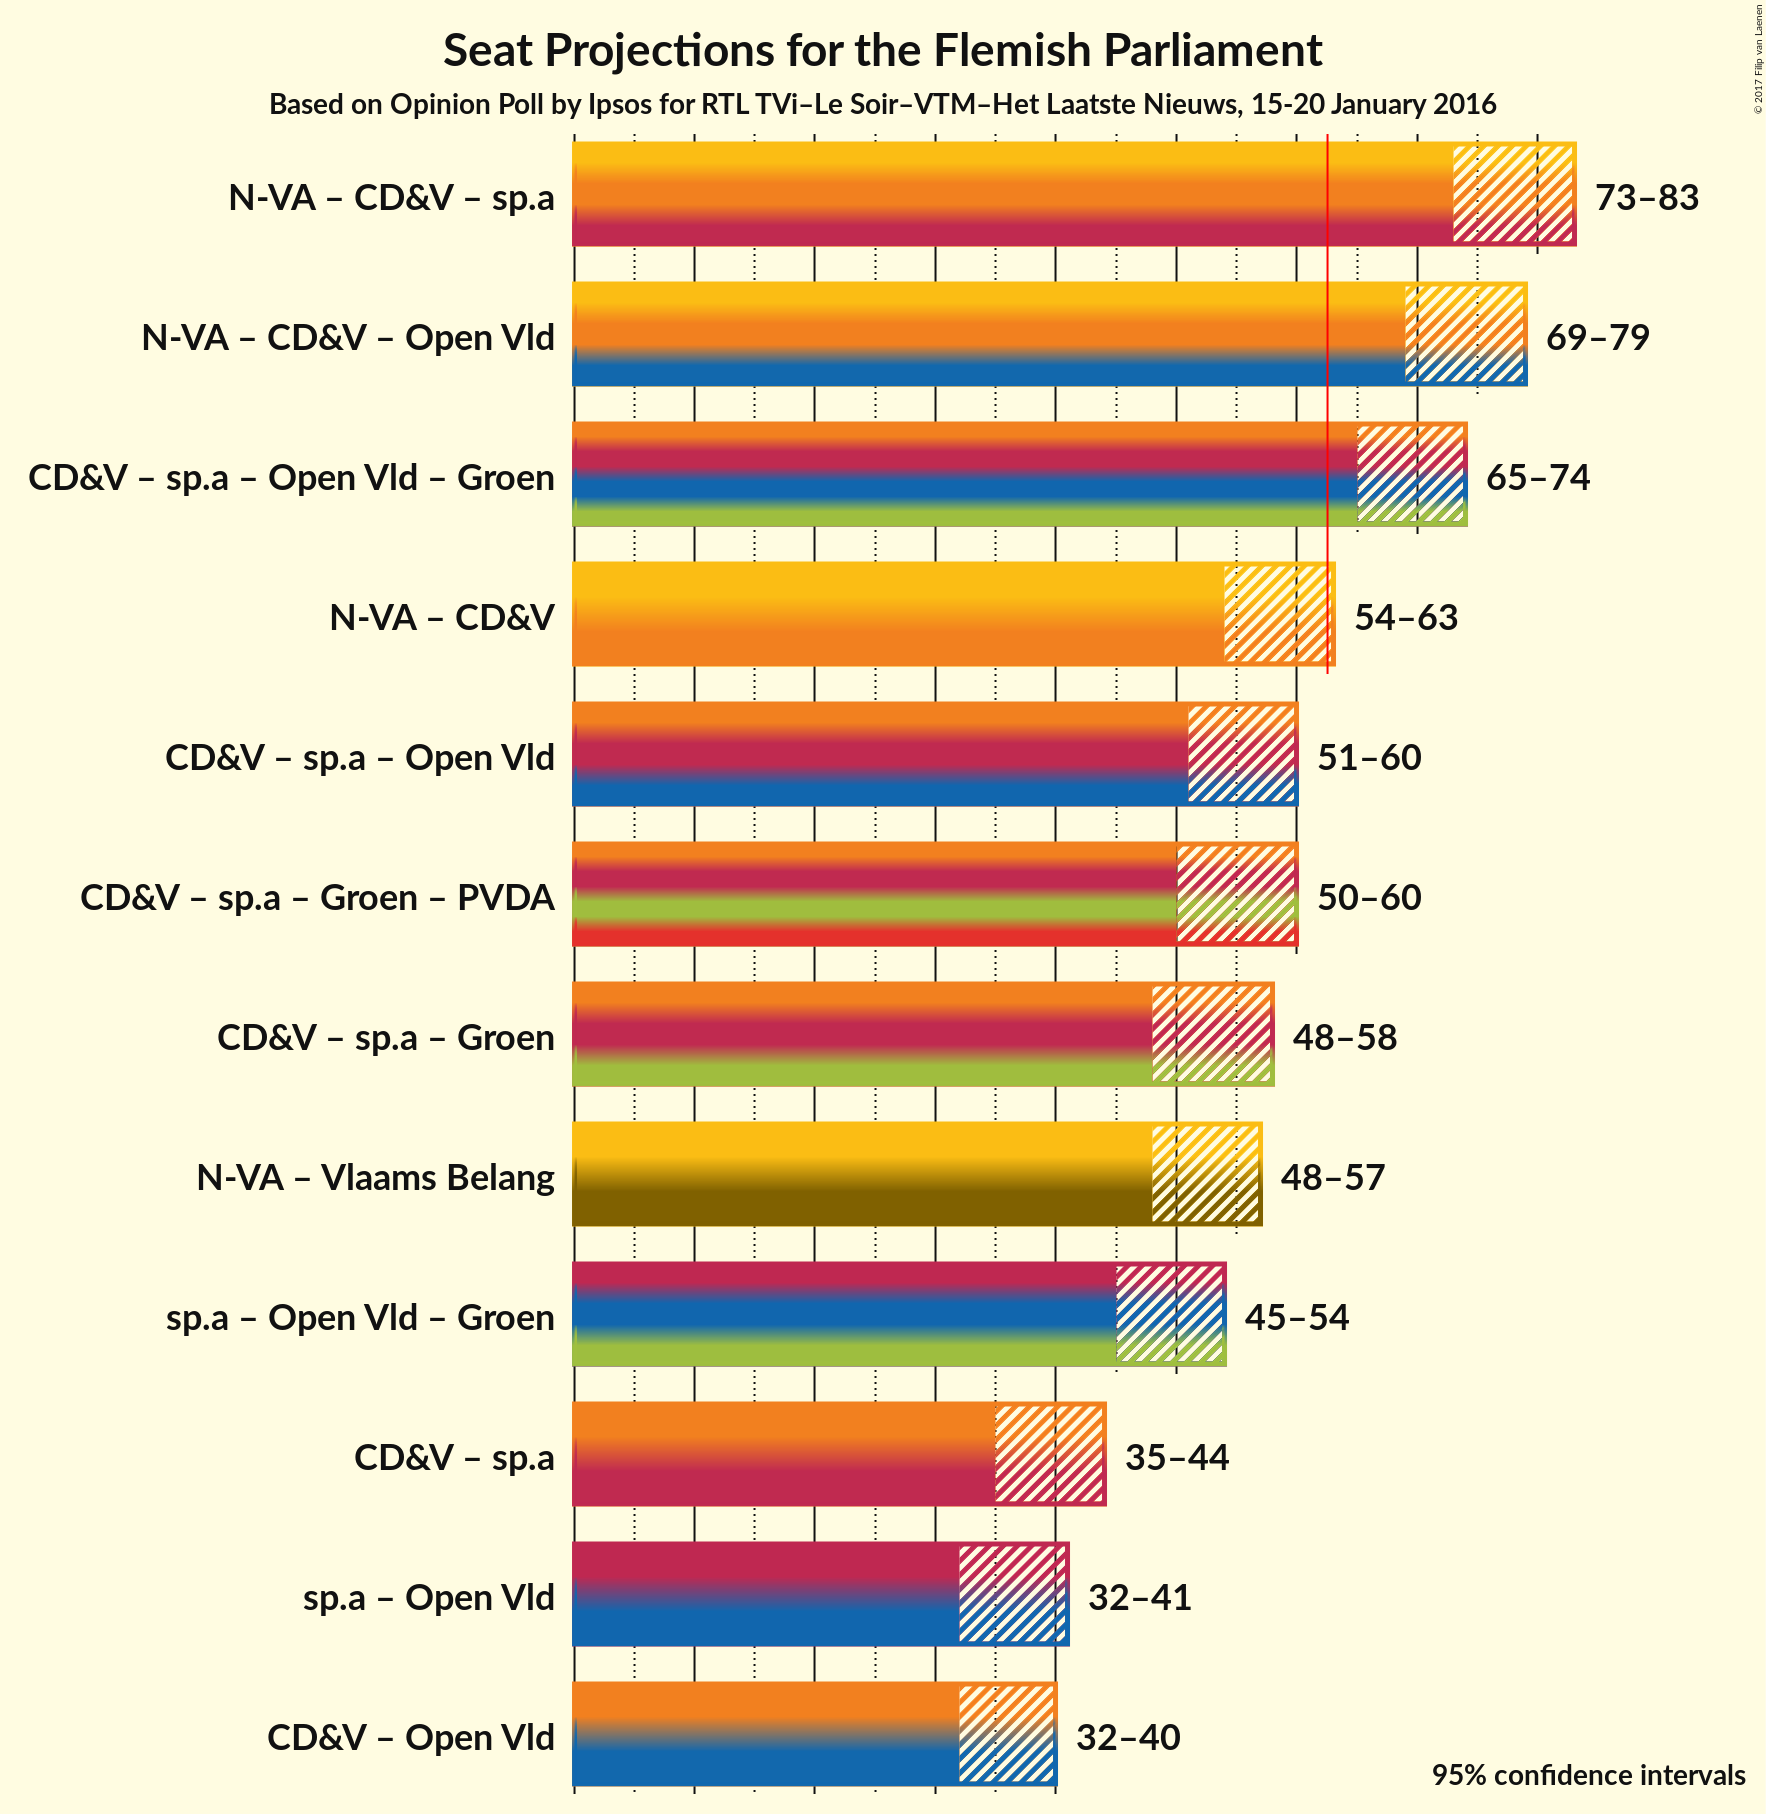 Seat Projections for the Flemish Parliament
Based on Opinion Poll by Ipsos for RTL TVi–Le Soir–VTM–Het Laatste Nieuws, 15-20 January 2016
© 2017 Filip van Laenen
N-VA – CD&V – sp.a 73–83
N-VA – CD&V – Open Vld 69–79
CD&V – sp.a – Open Vld – Groen 65–74
N-VA – CD&V 54–63
CD&V – sp.a – Open Vld 51–60
CD&V – sp.a – Groen – PVDA 50–60
CD&V – sp.a – Groen 48–58
N-VA – Vlaams Belang 48–57
sp.a – Open Vld – Groen 45–54
CD&V – sp.a 35–44
sp.a – Open Vld 32–41
CD&V – Open Vld 32–40
95% confidence intervals